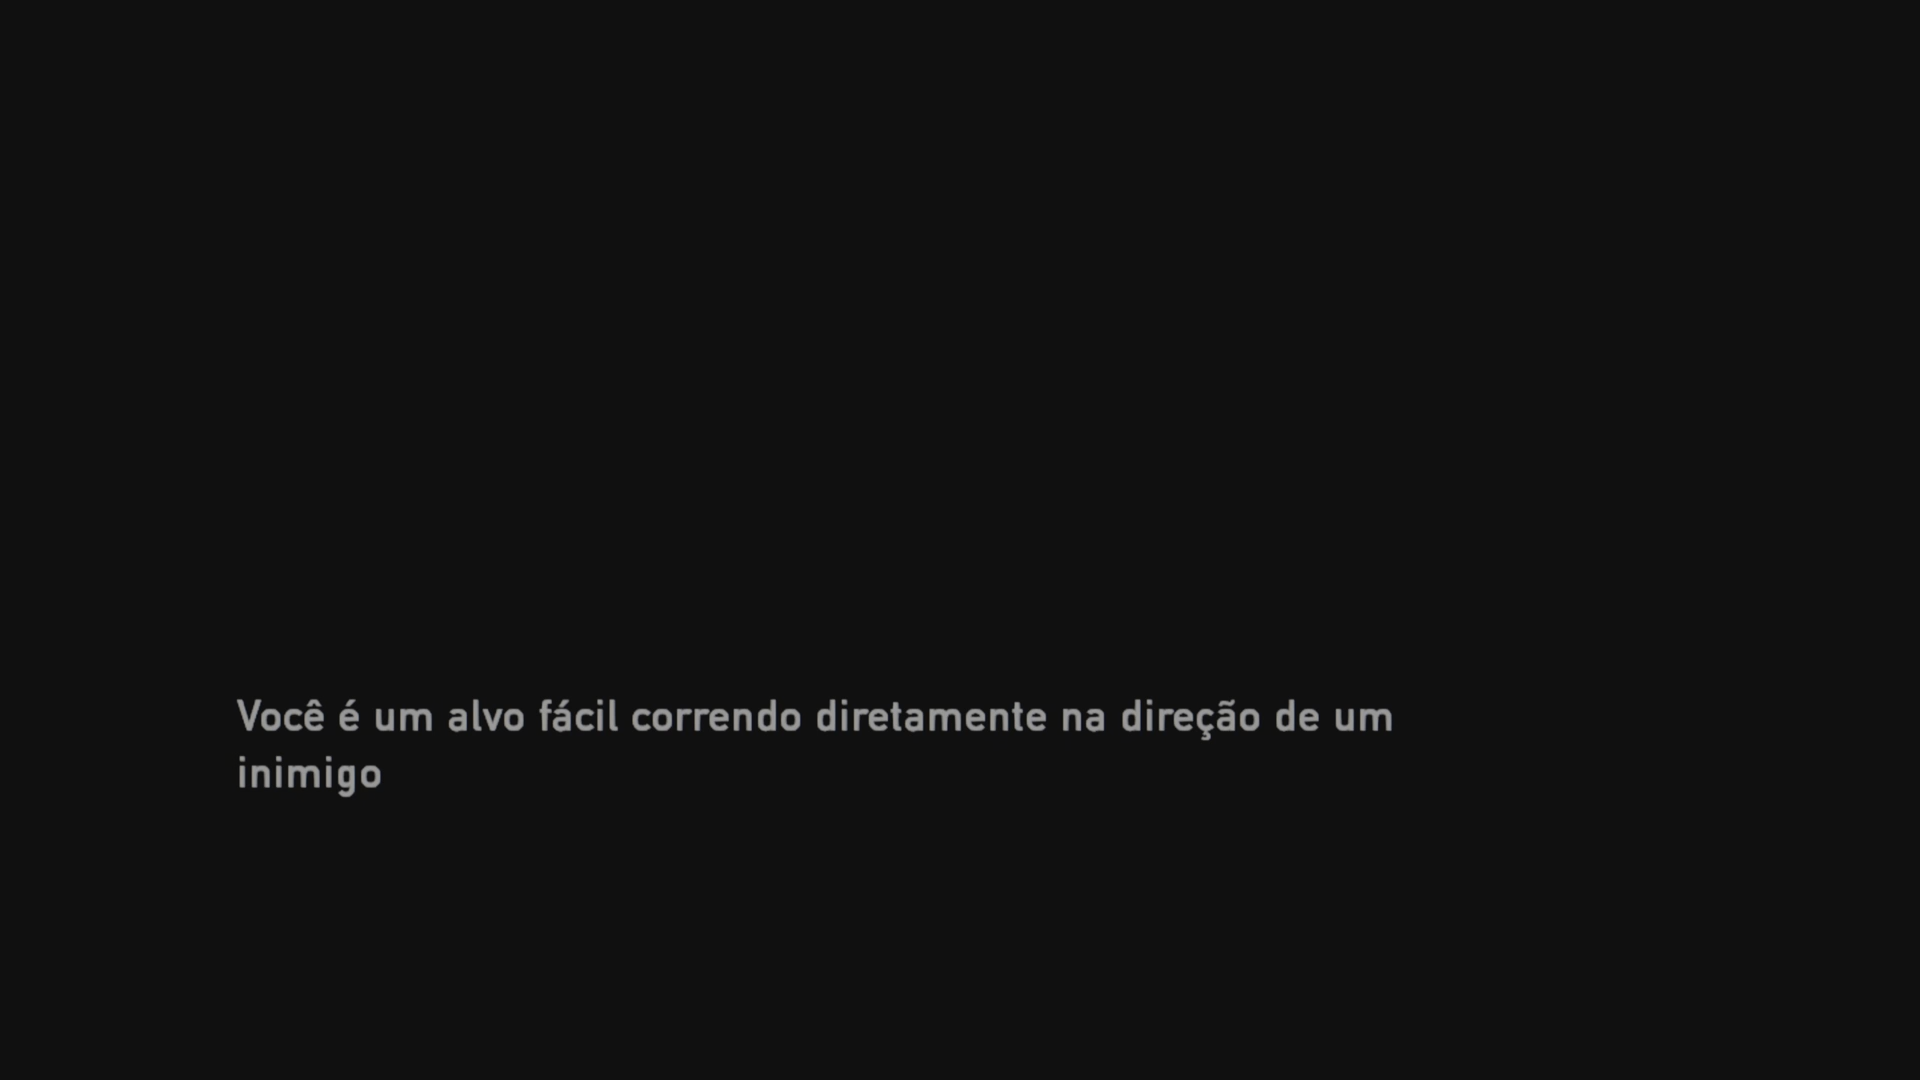 Você é um alvo fácil correndo diretamente na direção de um
inimigo